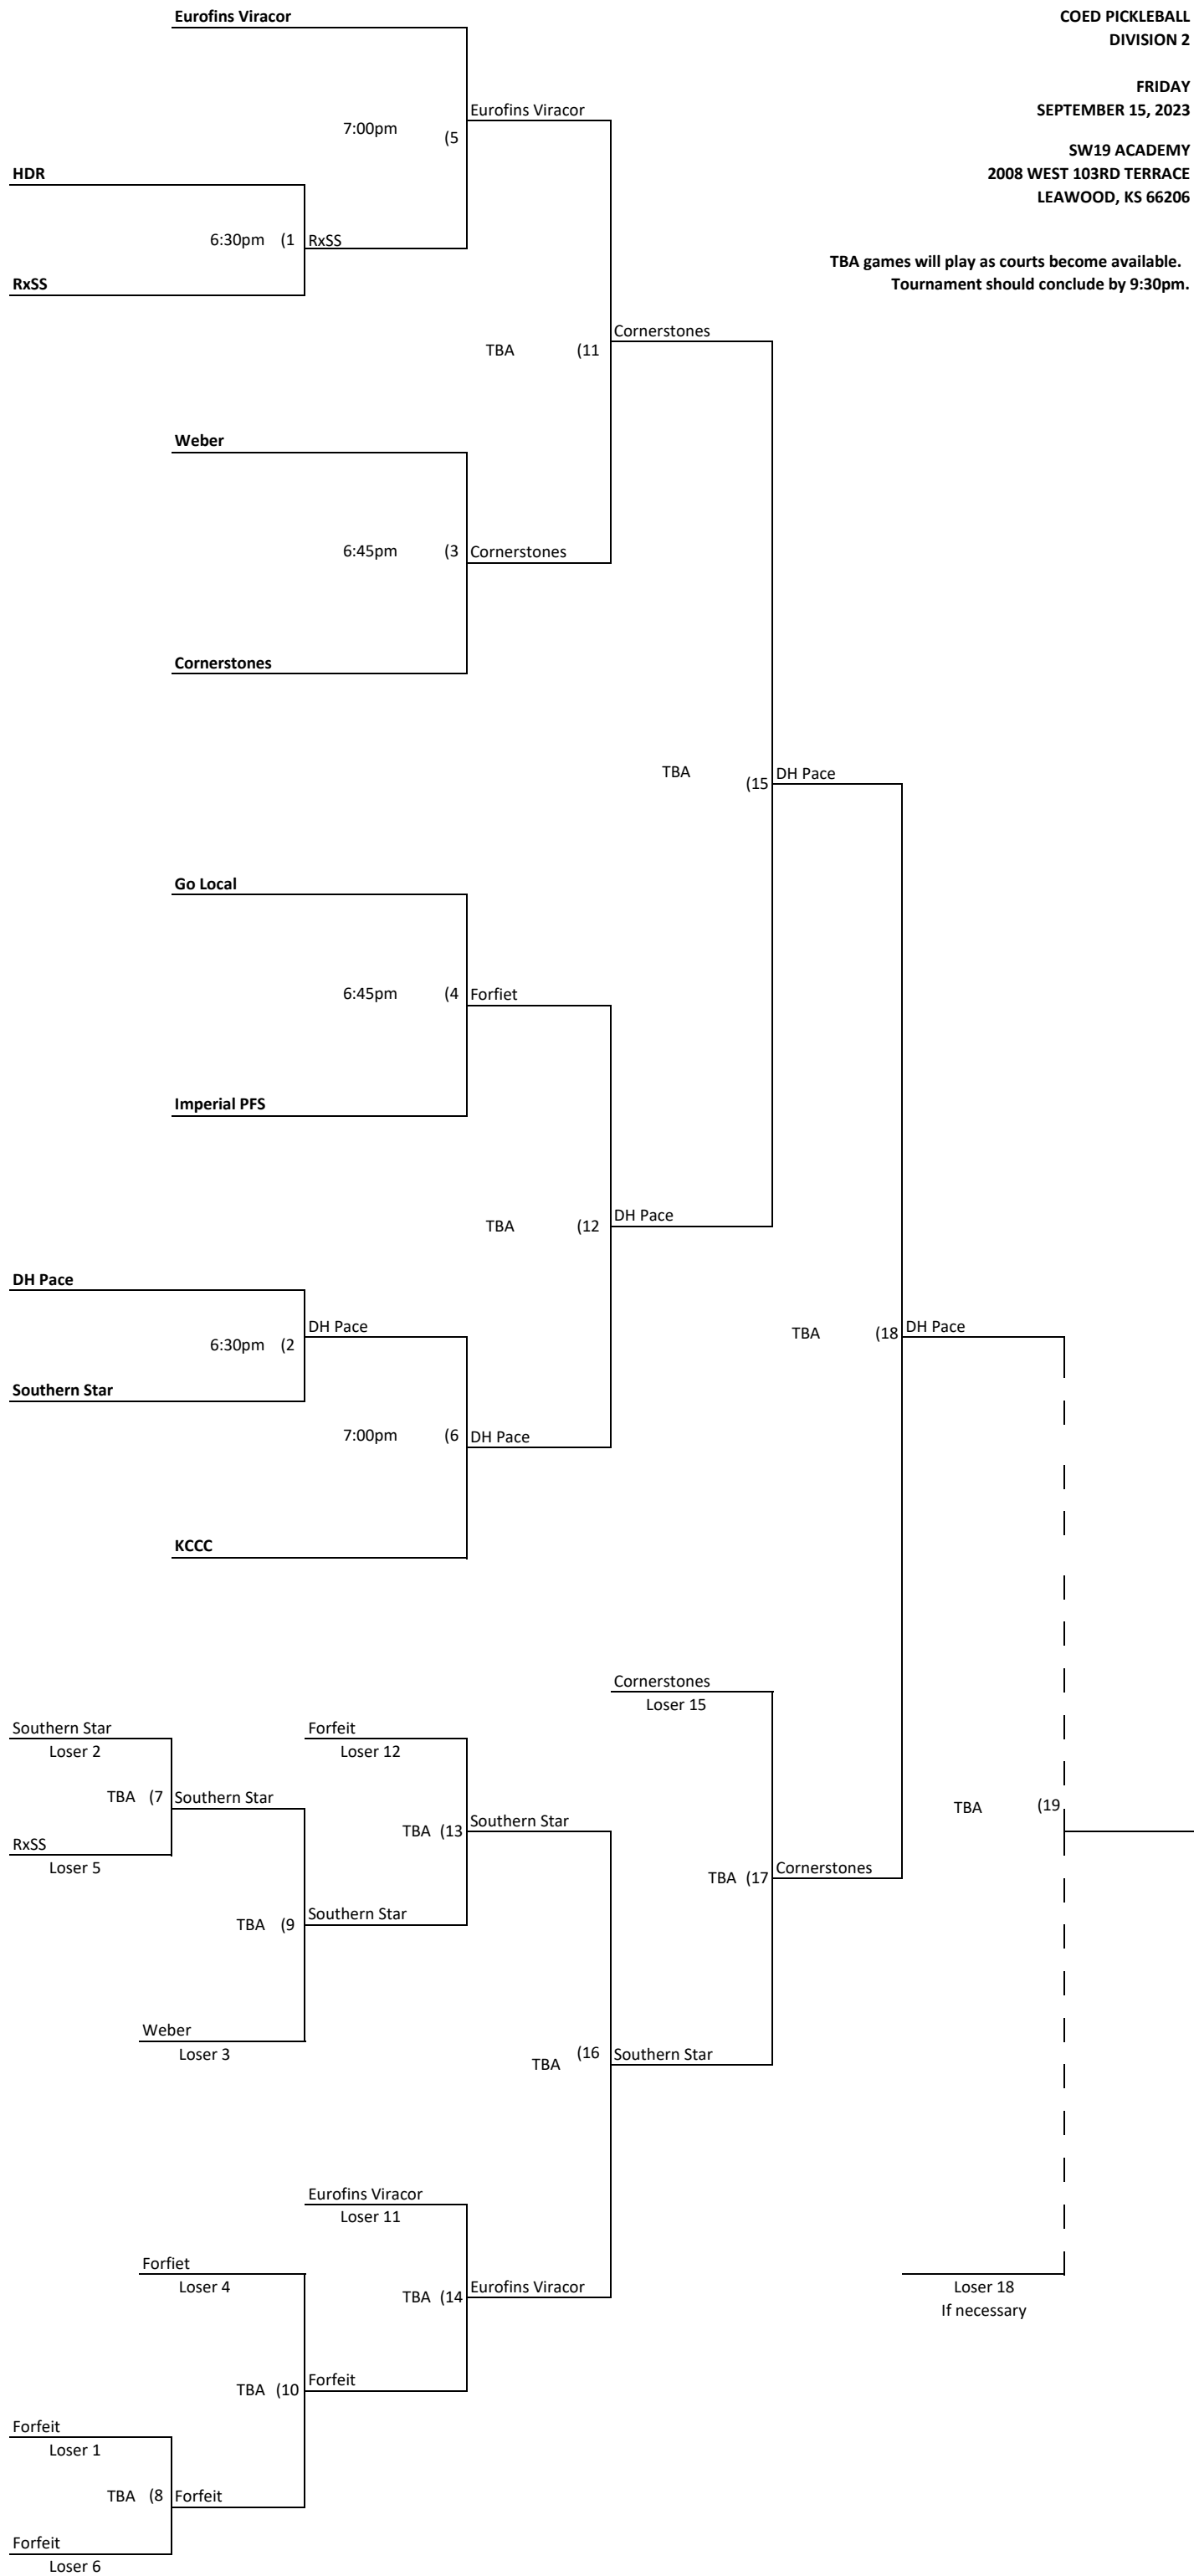 Eurofins Viracor
COED PICKLEBALL
DIVISION 2
FRIDAY
SEPTEMBER 15, 2023
SW19 ACADEMY
2008 WEST 103RD TERRACE
LEAWOOD, KS 66206
TBA games will play as courts become available.
Tournament should conclude by 9:30pm.
Eurofins Viracor
7:00pm (5
HDR
6:30pm (1 RxSS
RxSS
Cornerstones
TBA (11
Weber
6:45pm (3 Cornerstones
Cornerstones
TBA (15 DH Pace
Go Local
6:45pm (4 Forfiet
Imperial PFS
TBA (12 DH Pace
DH Pace
DH Pace
6:30pm (2
TBA (18 DH Pace
Southern Star
7:00pm (6 DH Pace
KCCC
Cornerstones
Loser 15
Southern Star
Loser 2
Forfeit
Loser 12
TBA (7 Southern Star
TBA (19
TBA (13 Southern Star
RxSS
Loser 5
TBA (17 Cornerstones
TBA (9 Southern Star
Weber
Loser 3
TBA (16 Southern Star
Eurofins Viracor
Loser 11
Forfiet
Loser 4
TBA (14 Eurofins Viracor
Loser 18
If necessary
TBA (10 Forfeit
Forfeit
Loser 1
TBA (8 Forfeit
Forfeit
Loser 6